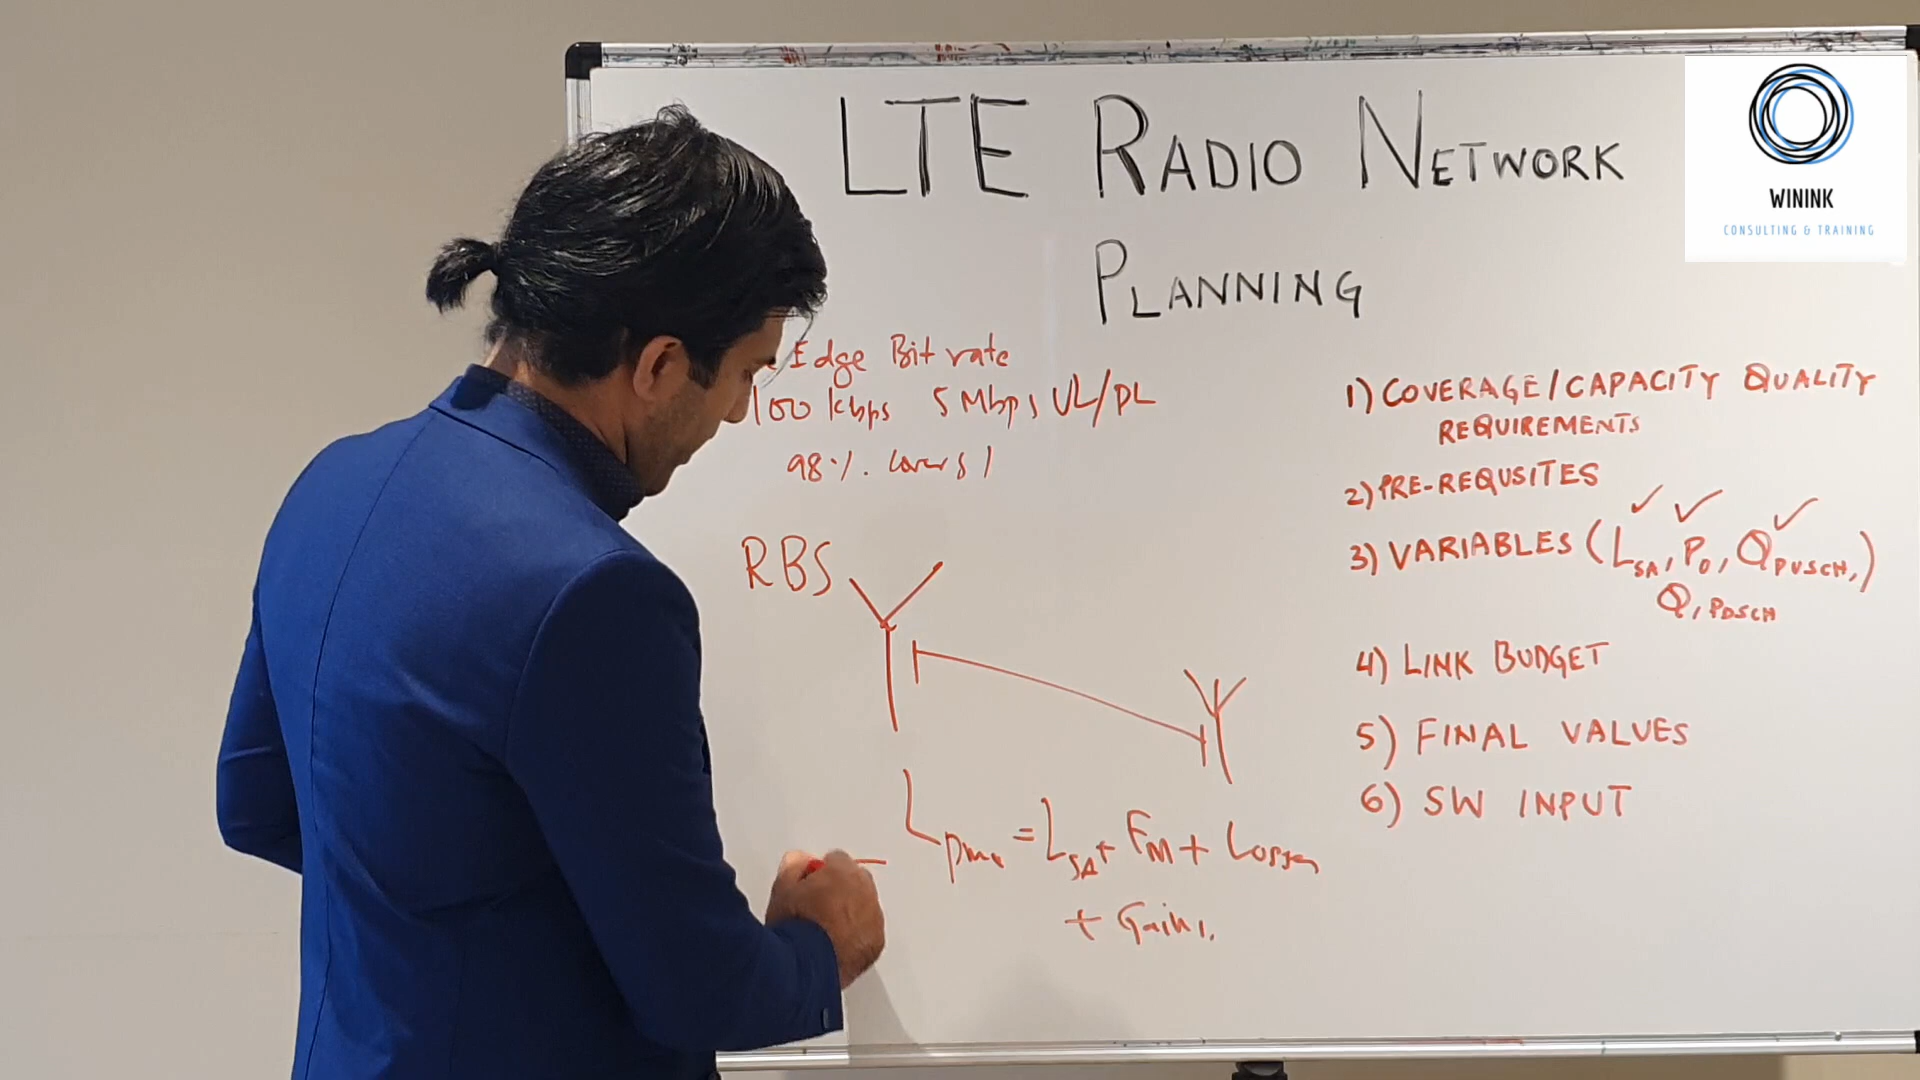 LTE RADIO NETWORK
PLANNING
WININK
CONSULTING & TRAINING
Edge Bit rate
100 kbps 5 Mbps UL/DL
98 %.
RBS
1) COVERAGE/CAPACITY QUALITY
REQUIREMENTS
2) PRE-REQUSITES
3) VARIABLES (LSA, P0, QPUSCH,)
Q, PDSCH
4) LINK BUDGET
5) FINAL VALUES
6) SW INPUT
= LSA + FM + Losses
+ Gains.